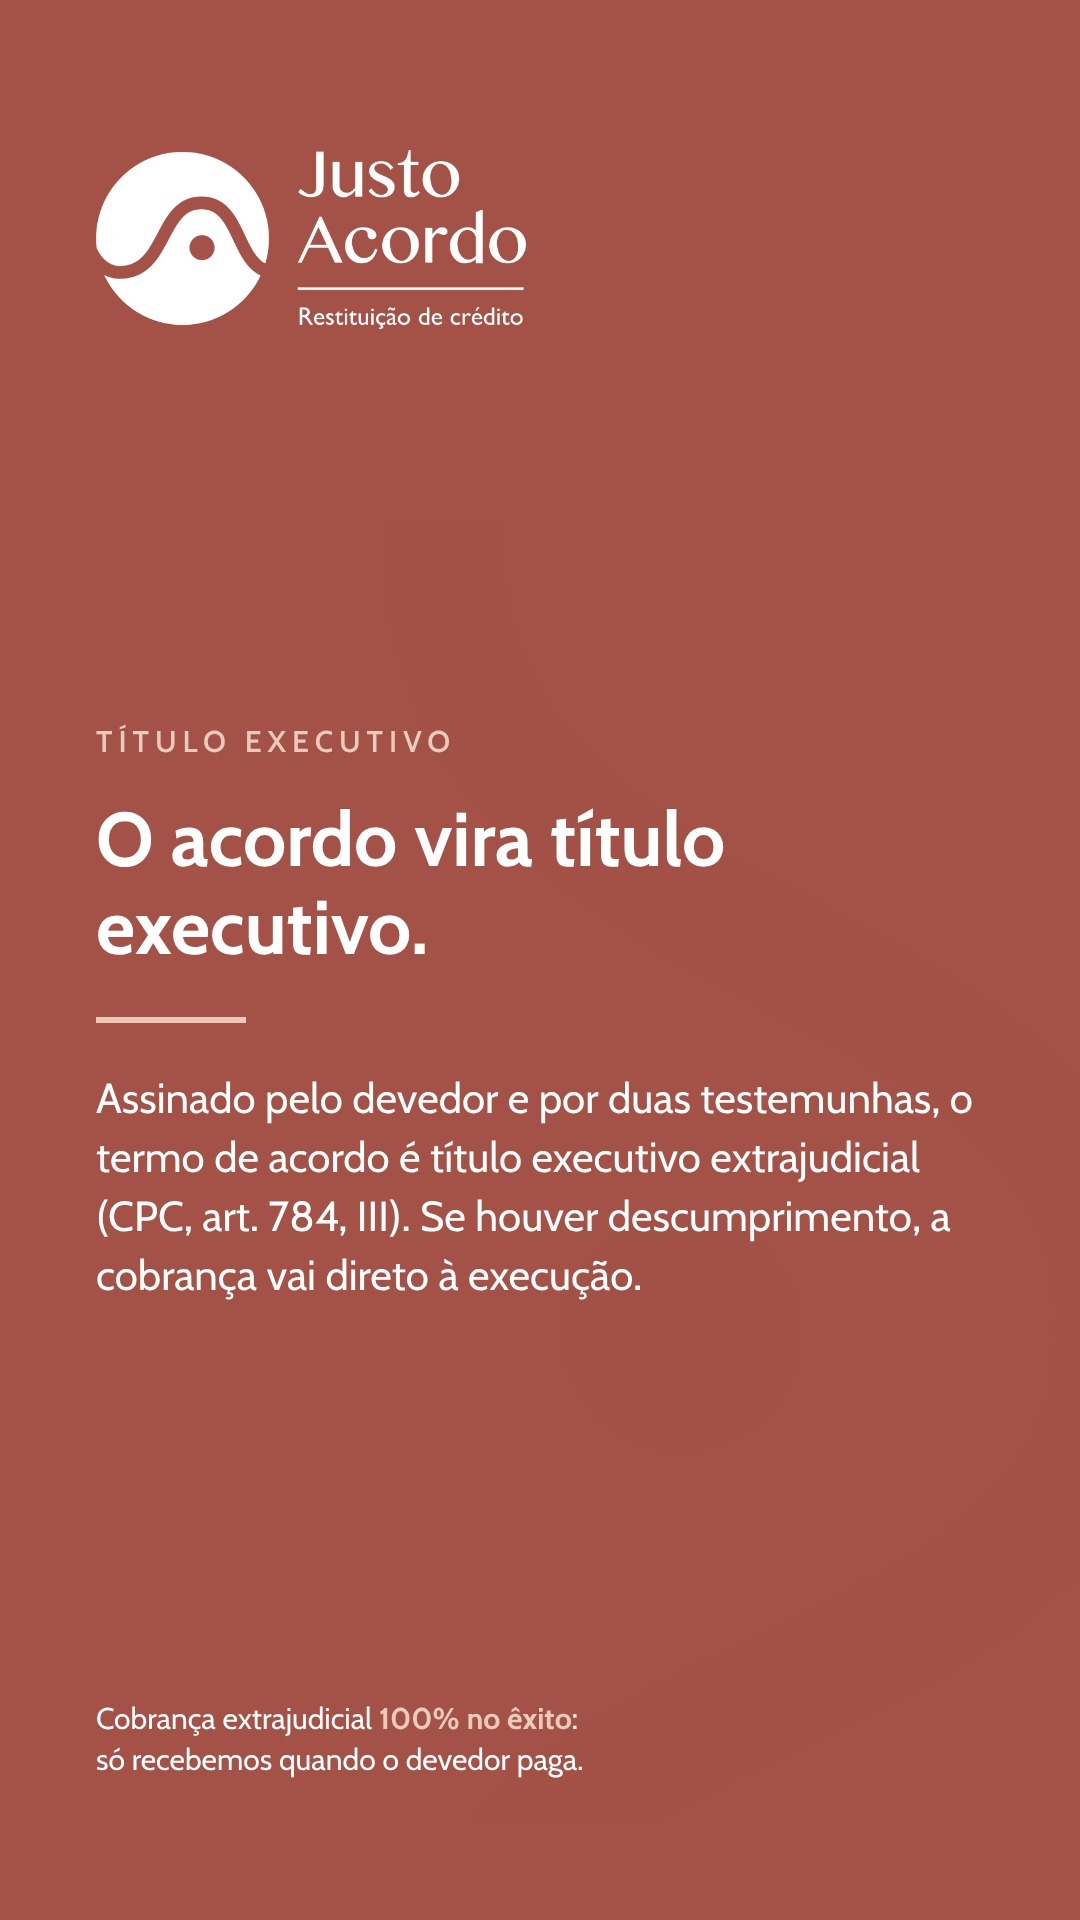 Justo
Acordo
Restituição de crédito
TÍTULO EXECUTIVO
O acordo vira título
executivo.
Assinado pelo devedor e por duas testemunhas, o
termo de acordo é título executivo extrajudicial
(CPC, art. 784, III). Se houver descumprimento, a
cobrança vai direto à execução.
Cobrança extrajudicial 100% no êxito:
só recebemos quando o devedor paga.